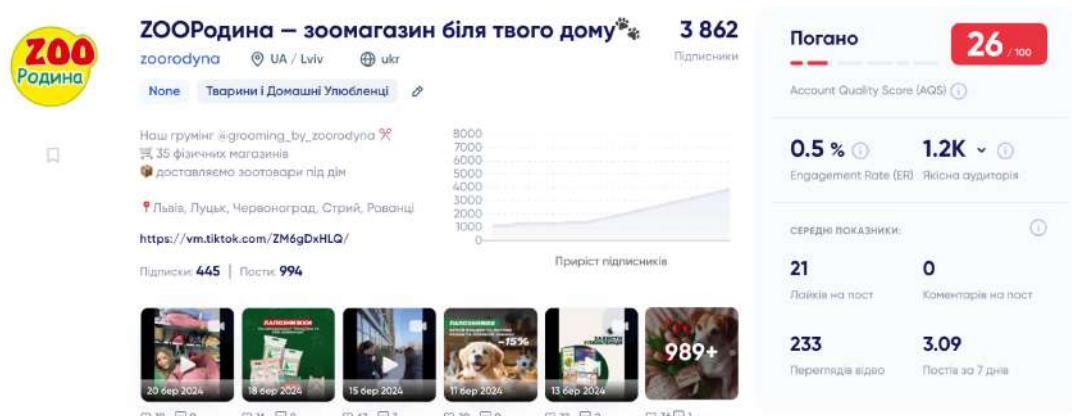 ZOO
Родина
ZOOРодина — зоомагазин біля твого дому
3 862
Підписники
zoorodyna
UA / Lviv
ukr
None
Тварини і Домашні Улюбленці
Наш грумінг @grooming_by_zoorodyna
35 фізичних магазинів
доставляємо зоотовари під дім
Львів, Луцьк, Червоноград, Стрий, Рованці
https://vm.tiktok.com/ZM6gDxHLQ/
Підписки: 445 | Пости: 994
8000
7000
6000
5000
4000
3000
2000
1000
0
Приріст підписників
20 бер 2024
18 бер 2024
15 бер 2024
-15%
11 бер 2024
13 бер 2024
989+
Погано
26 / 100
Account Quality Score (AQS)
0.5 %
Engagement Rate (ER)
1.2K
Якісна аудиторія
СЕРЕДНІ ПОКАЗНИКИ:
21
Лайків на пост
0
Коментарів на пост
233
Переглядів відео
3.09
Постів за 7 днів